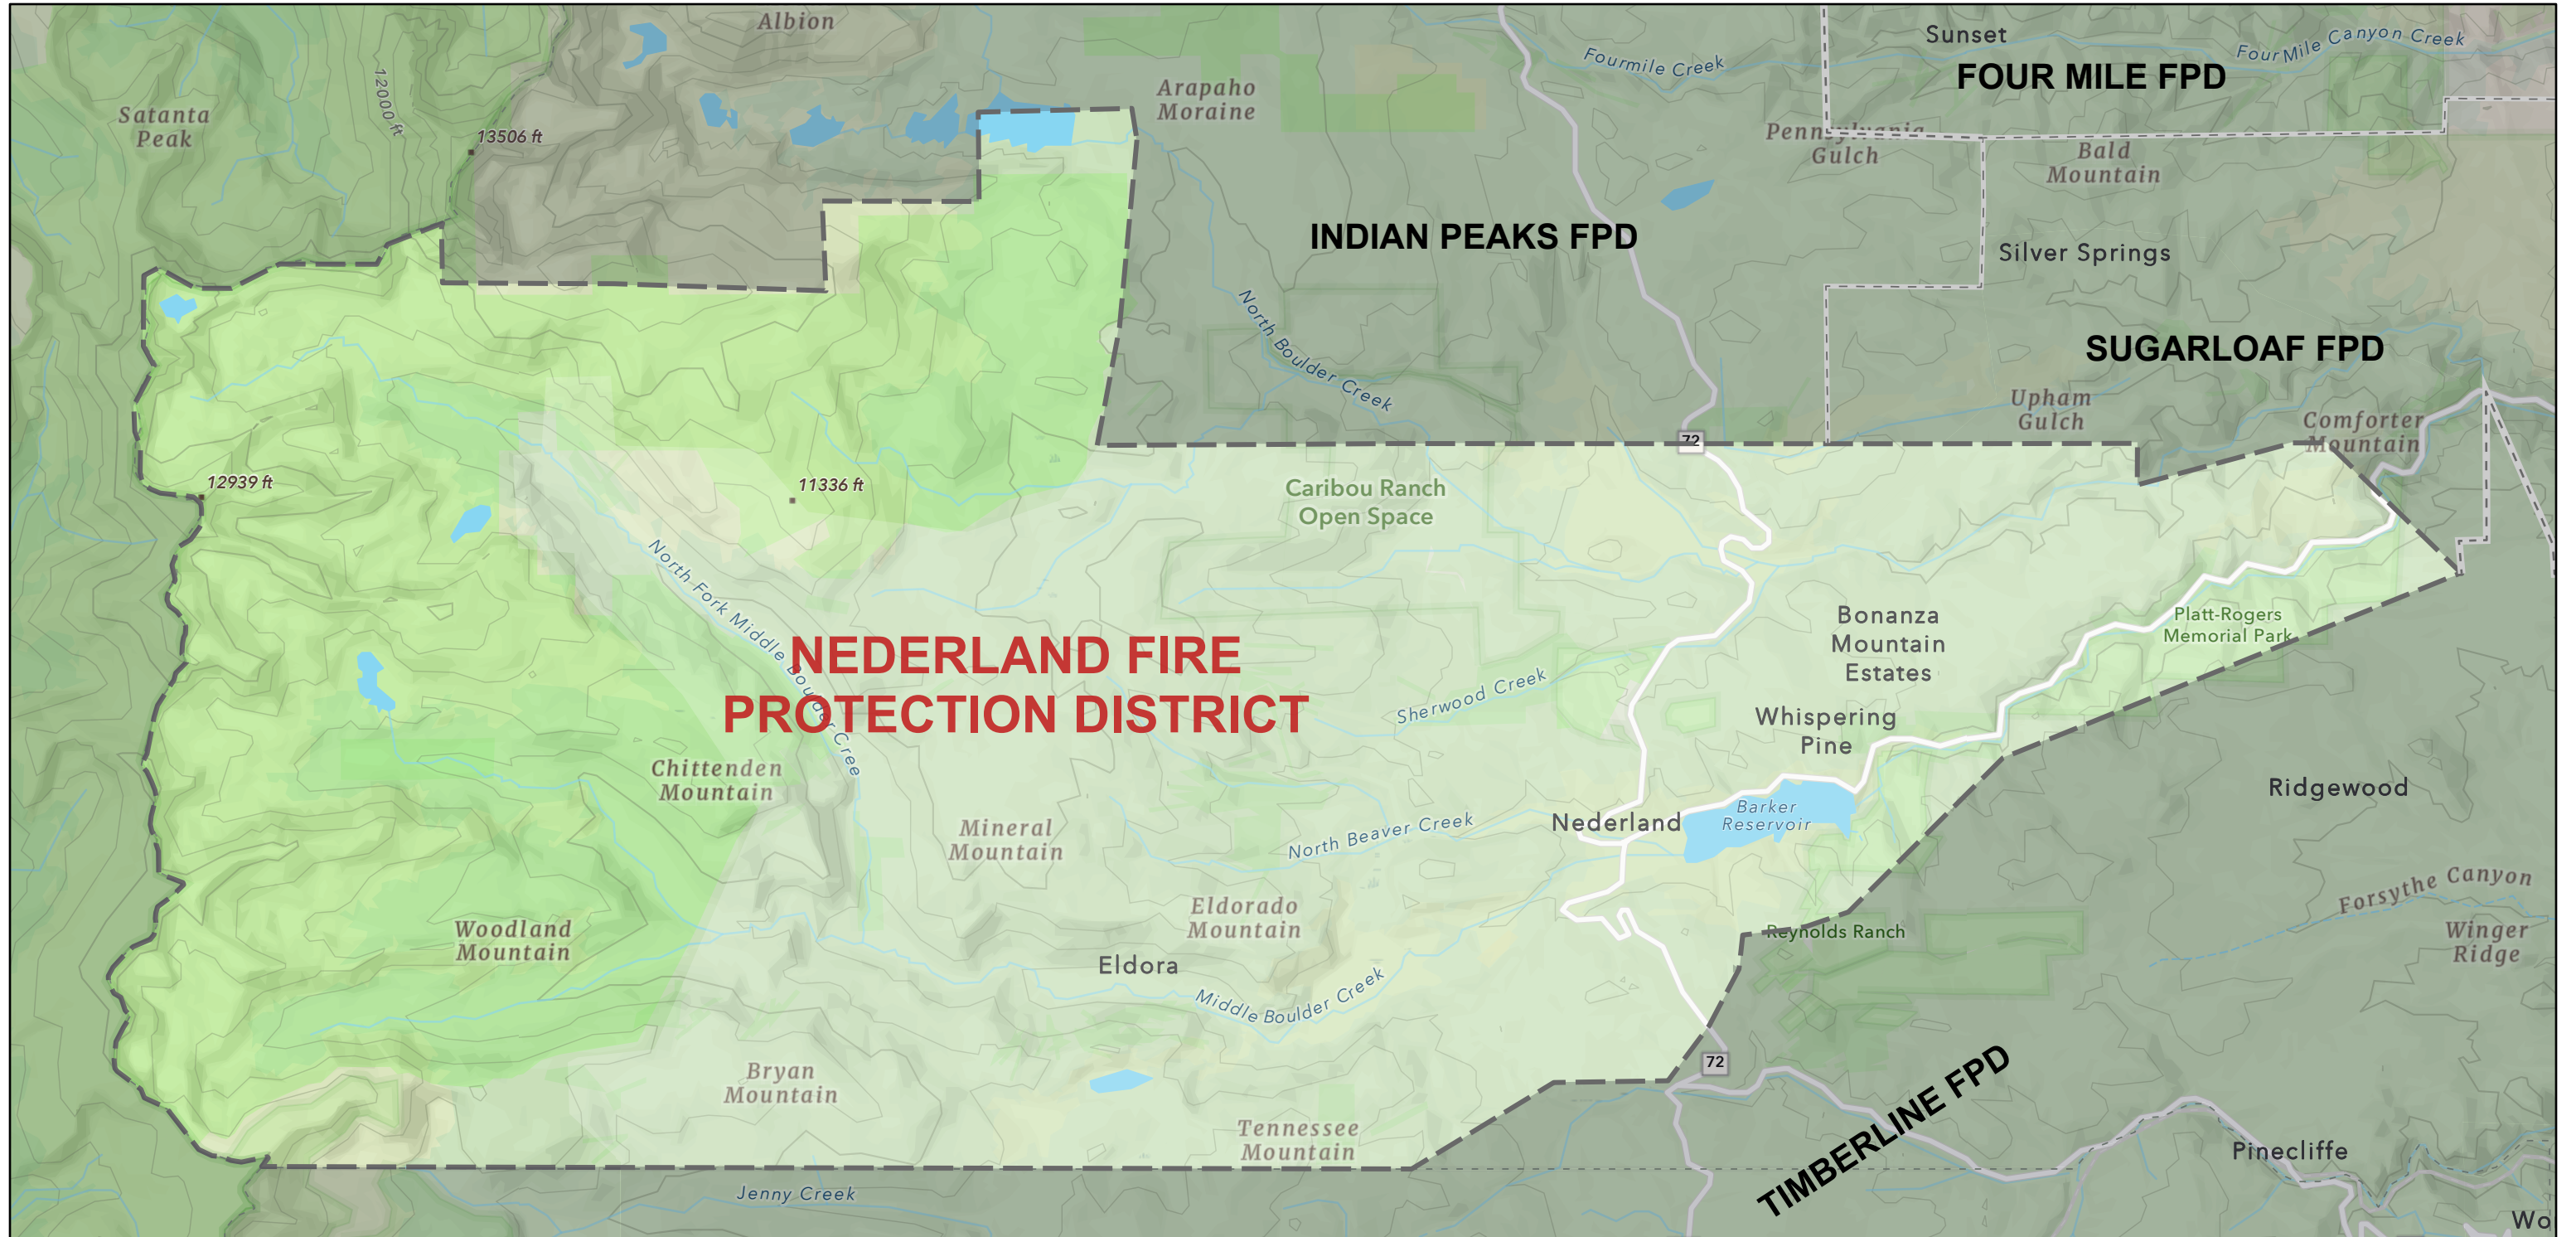 Albion
Sunset
FourMile Canyon Creek
Fourmile Creek
FOUR MILE FPD
12000 ft
Arapaho
Moraine
Satanta
Peak
13506 ft
Pennsylvania
Gulch
Bald
Mountain
INDIAN PEAKS FPD
Silver Springs
North Boulder Creek
SUGARLOAF FPD
Upham
Gulch
Comforter
Mountain
72
12939 ft
11336 ft
Caribou Ranch
Open Space
North Fork Middle Boulder Cree
NEDERLAND FIRE
PROTECTION DISTRICT
Bonanza
Mountain
Estates
Platt-Rogers
Memorial Park
Sherwood Creek
Whispering
Pine
Chittenden
Mountain
Ridgewood
Barker
Reservoir
Nederland
Mineral
Mountain
North Beaver Creek
Forsythe Canyon
Eldorado
Mountain
Woodland
Mountain
Reynolds Ranch
Winger
Ridge
Eldora
Middle Boulder Creek
72
Bryan
Mountain
TIMBERLINE FPD
Tennessee
Mountain
Pinecliffe
Jenny Creek
Wo